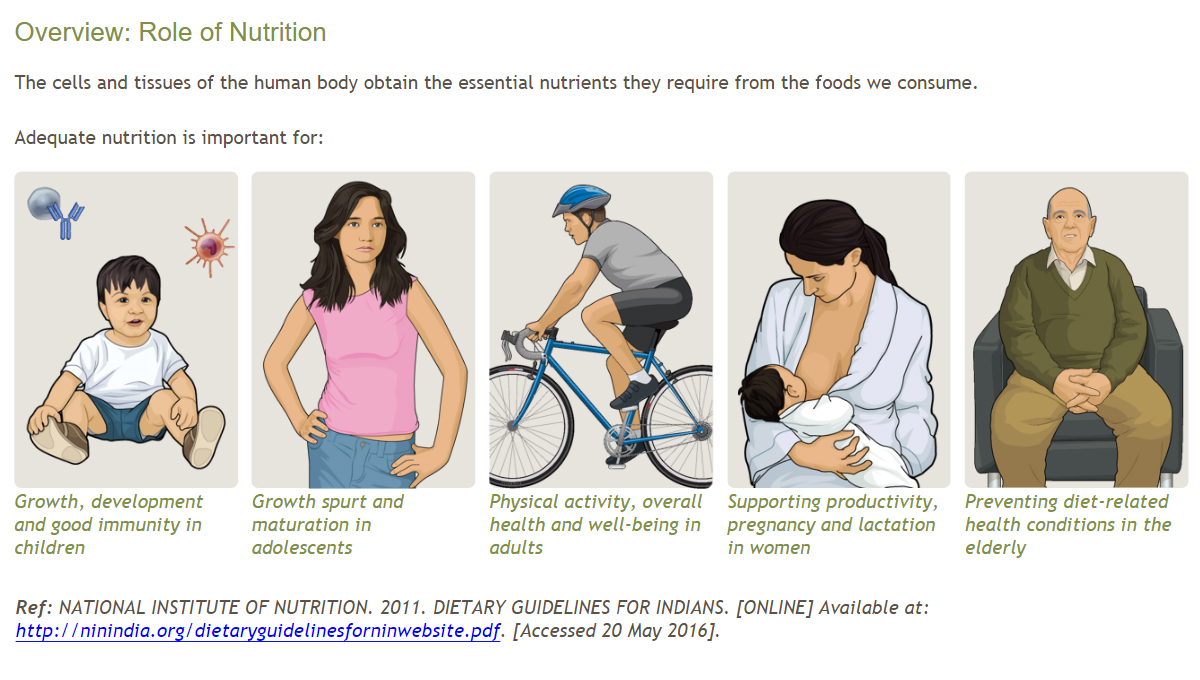 Overview: Role of Nutrition
The cells and tissues of the human body obtain the essential nutrients they require from the foods we consume.
Adequate nutrition is important for:
Growth, development
and good immunity in
children
Growth spurt and
maturation in
adolescents
Physical activity, overall
health and well-being in
adults
Supporting productivity,
pregnancy and lactation
in women
Preventing diet-related
health conditions in the
elderly
Ref: NATIONAL INSTITUTE OF NUTRITION. 2011. DIETARY GUIDELINES FOR INDIANS. [ONLINE] Available at:
http://ninindia.org/dietaryguidelinesforninwebsite.pdf. [Accessed 20 May 2016].